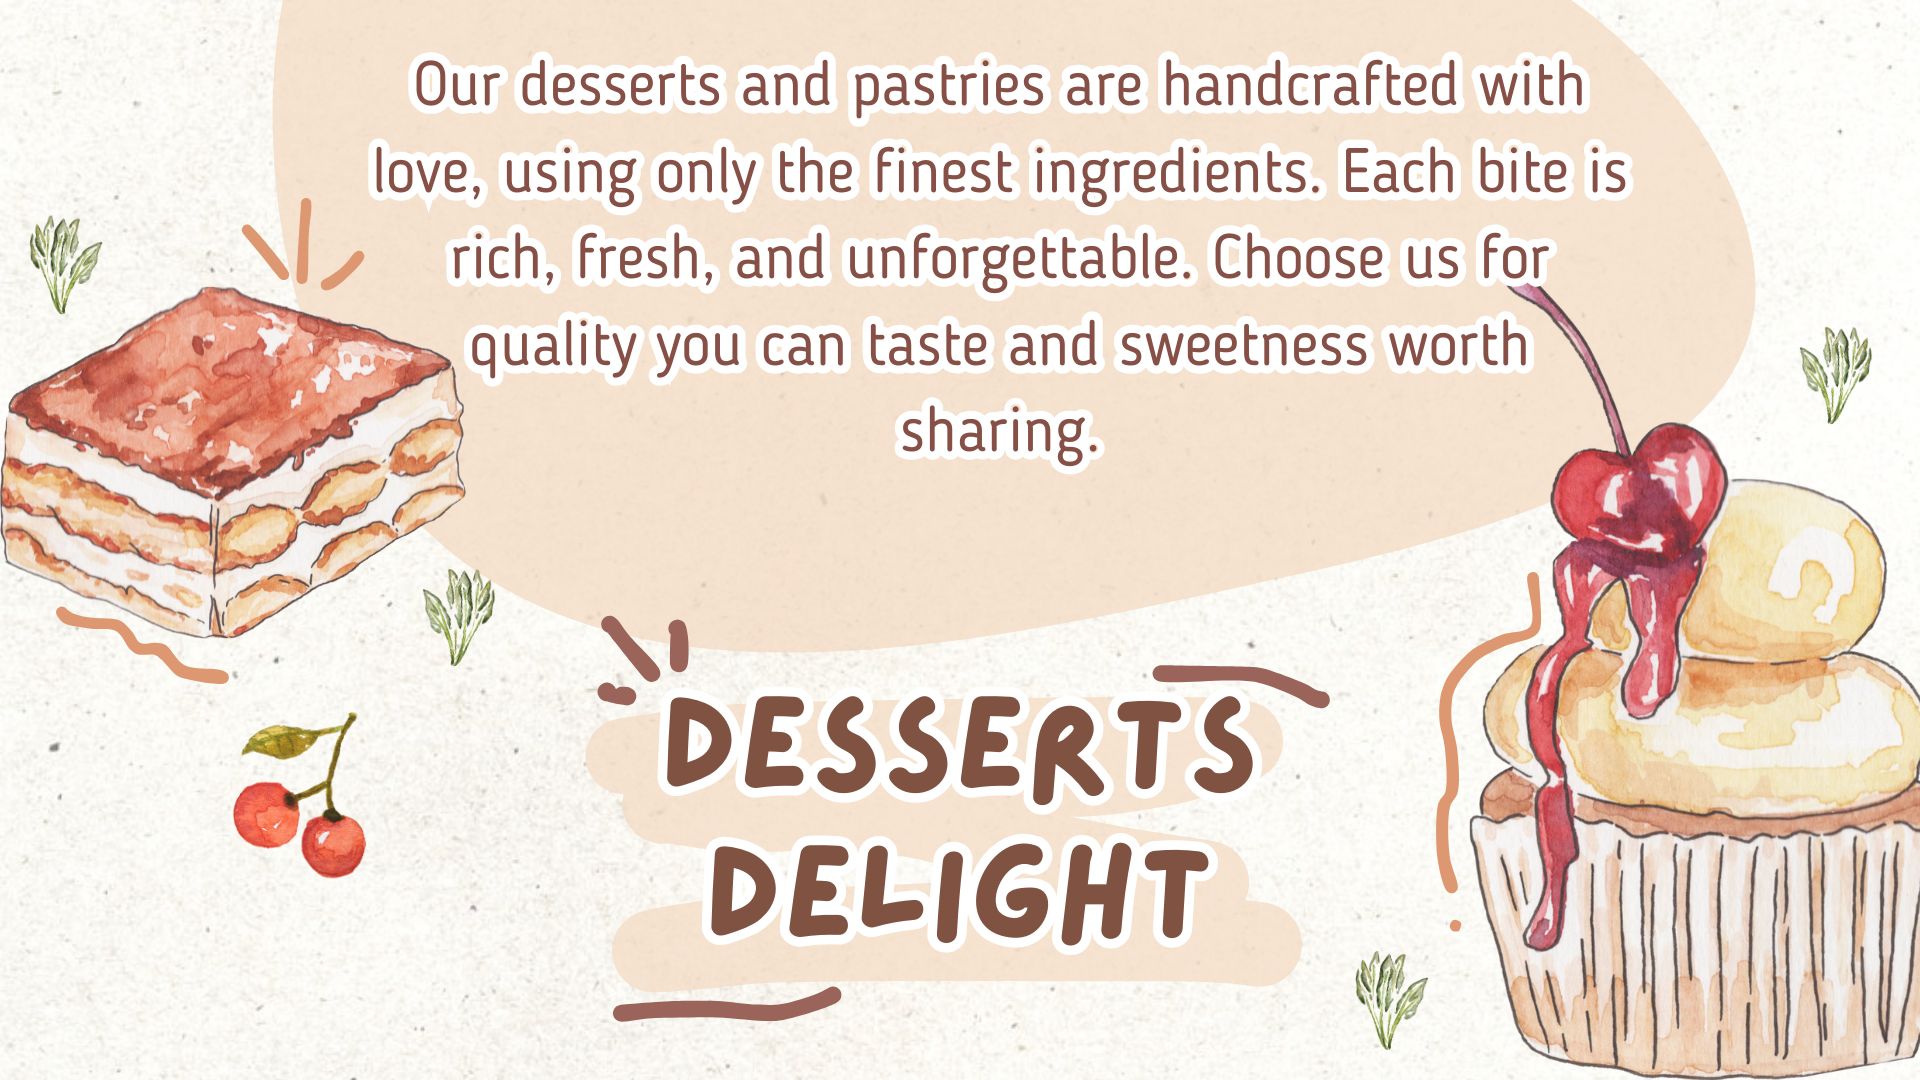 Our desserts and pastries are handcrafted with
love, using only the finest ingredients. Each bite is
rich, fresh, and unforgettable. Choose us for
quality you can taste and sweetness worth
sharing.
DESSERTS
DELIGHT